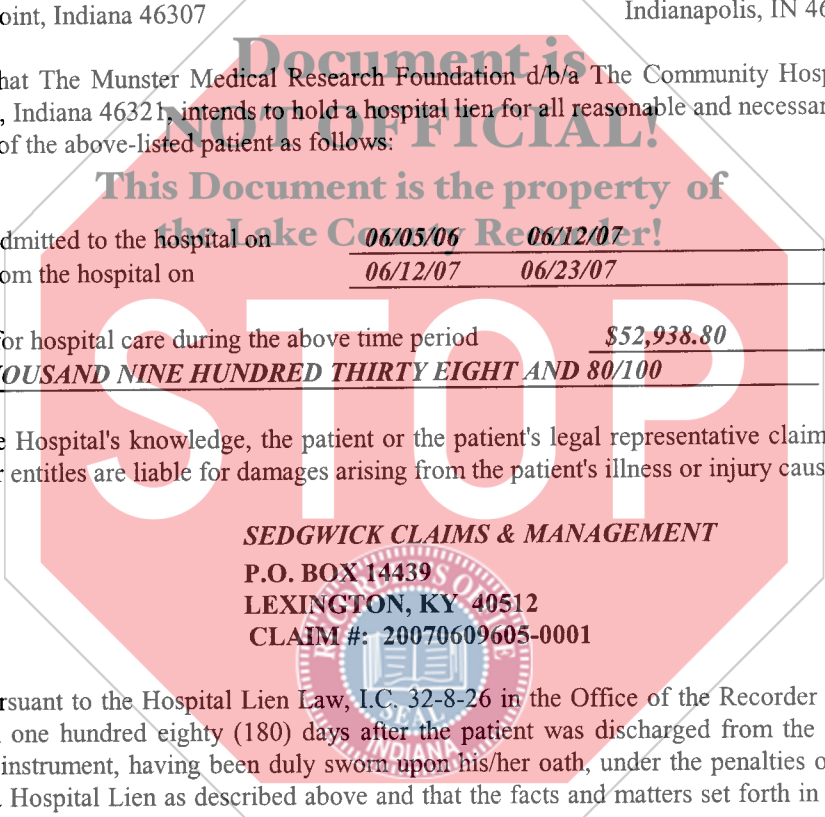 oint, Indiana 46307 Indianapolis, IN 46
Document is
hat The Munster Medical Research Foundation d/b/a The Community Hosp
, Indiana 46321, intends to hold a hospital lien for all reasonable and necessar
NOT OFFICIAL!
of the above-listed patient as follows:
This Document is the property of
the Lake County Recorder!
dmitted to the hospital on 06/05/06 06/12/07
om the hospital on 06/12/07 06/23/07
for hospital care during the above time period $52,938.80
OUSAND NINE HUNDRED THIRTY EIGHT AND 80/100
STOP
e Hospital's knowledge, the patient or the patient's legal representative claim
r entitles are liable for damages arising from the patient's illness or injury caus
SEDGWICK CLAIMS & MANAGEMENT
P.O. BOX 14439
LEXINGTON, KY 40512
CLAIM #: 20070609605-0001
RECORDER'S OFFICE
SEAL
INDIANA
rsuant to the Hospital Lien Law, I.C. 32-8-26 in the Office of the Recorder
one hundred eighty (180) days after the patient was discharged from the
instrument, having been duly sworn upon his/her oath, under the penalties o
Hospital Lien as described above and that the facts and matters set forth in